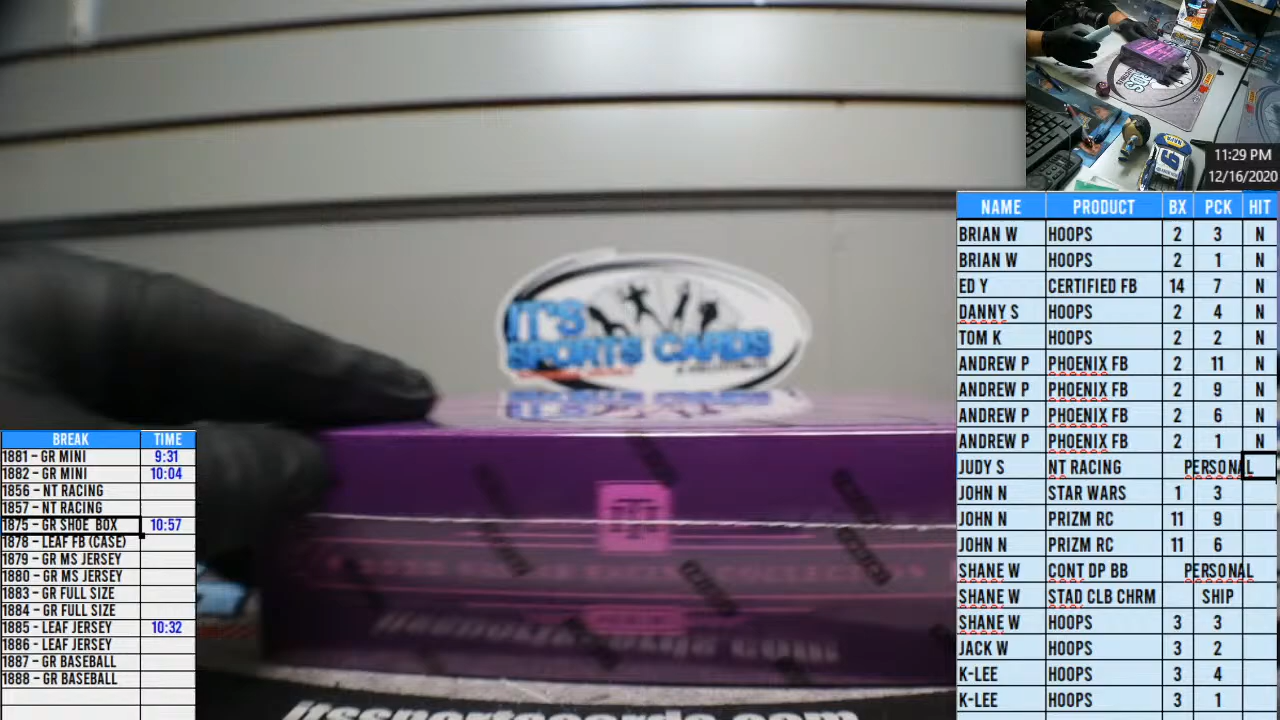 IT'S
SPORTS CARDS
11:29 PM
12/16/2020
NAME PRODUCT BX PCK HIT
BRIAN W HOOPS 2 3 N
BRIAN W HOOPS 2 1 N
ED Y CERTIFIED FB 14 7 N
DANNY S HOOPS 2 4 N
TOM K HOOPS 2 2 N
ANDREW P PHOENIX FB 2 11 N
ANDREW P PHOENIX FB 2 9 N
ANDREW P PHOENIX FB 2 6 N
ANDREW P PHOENIX FB 2 1 N
JUDY S NT RACING PERSONAL
JOHN N STAR WARS 1 3
JOHN N PRIZM RC 11 9
JOHN N PRIZM RC 11 6
SHANE W CONT DP BB PERSONAL
SHANE W STAD CLB CHRM SHIP
SHANE W HOOPS 3 3
JACK W HOOPS 3 2
K-LEE HOOPS 3 4
K-LEE HOOPS 3 1
BREAK TIME
1881 – GR MINI 9:31
1882 – GR MINI 10:04
1856 – NT RACING
1857 – NT RACING
1875 – GR SHOE BOX 10:57
1878 – LEAF FB (CASE)
1879 – GR MS JERSEY
1880 – GR MS JERSEY
1883 – GR FULL SIZE
1884 – GR FULL SIZE
1885 – LEAF JERSEY 10:32
1886 – LEAF JERSEY
1887 – GR BASEBALL
1888 – GR BASEBALL
itssportscards.com